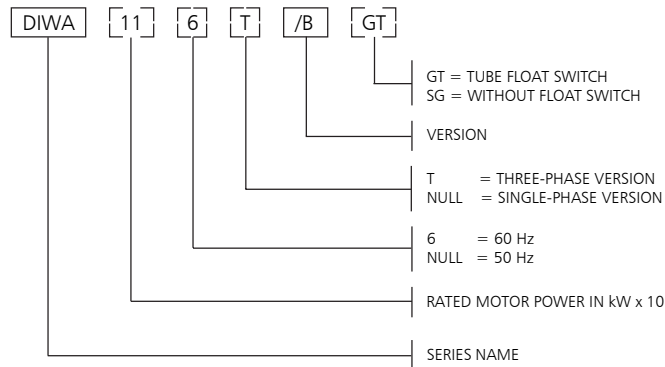 DIWA 11 6 T /B GT
GT = TUBE FLOAT SWITCH
SG = WITHOUT FLOAT SWITCH
VERSION
T = THREE-PHASE VERSION
NULL = SINGLE-PHASE VERSION
6 = 60 Hz
NULL = 50 Hz
RATED MOTOR POWER IN kW x 10
SERIES NAME